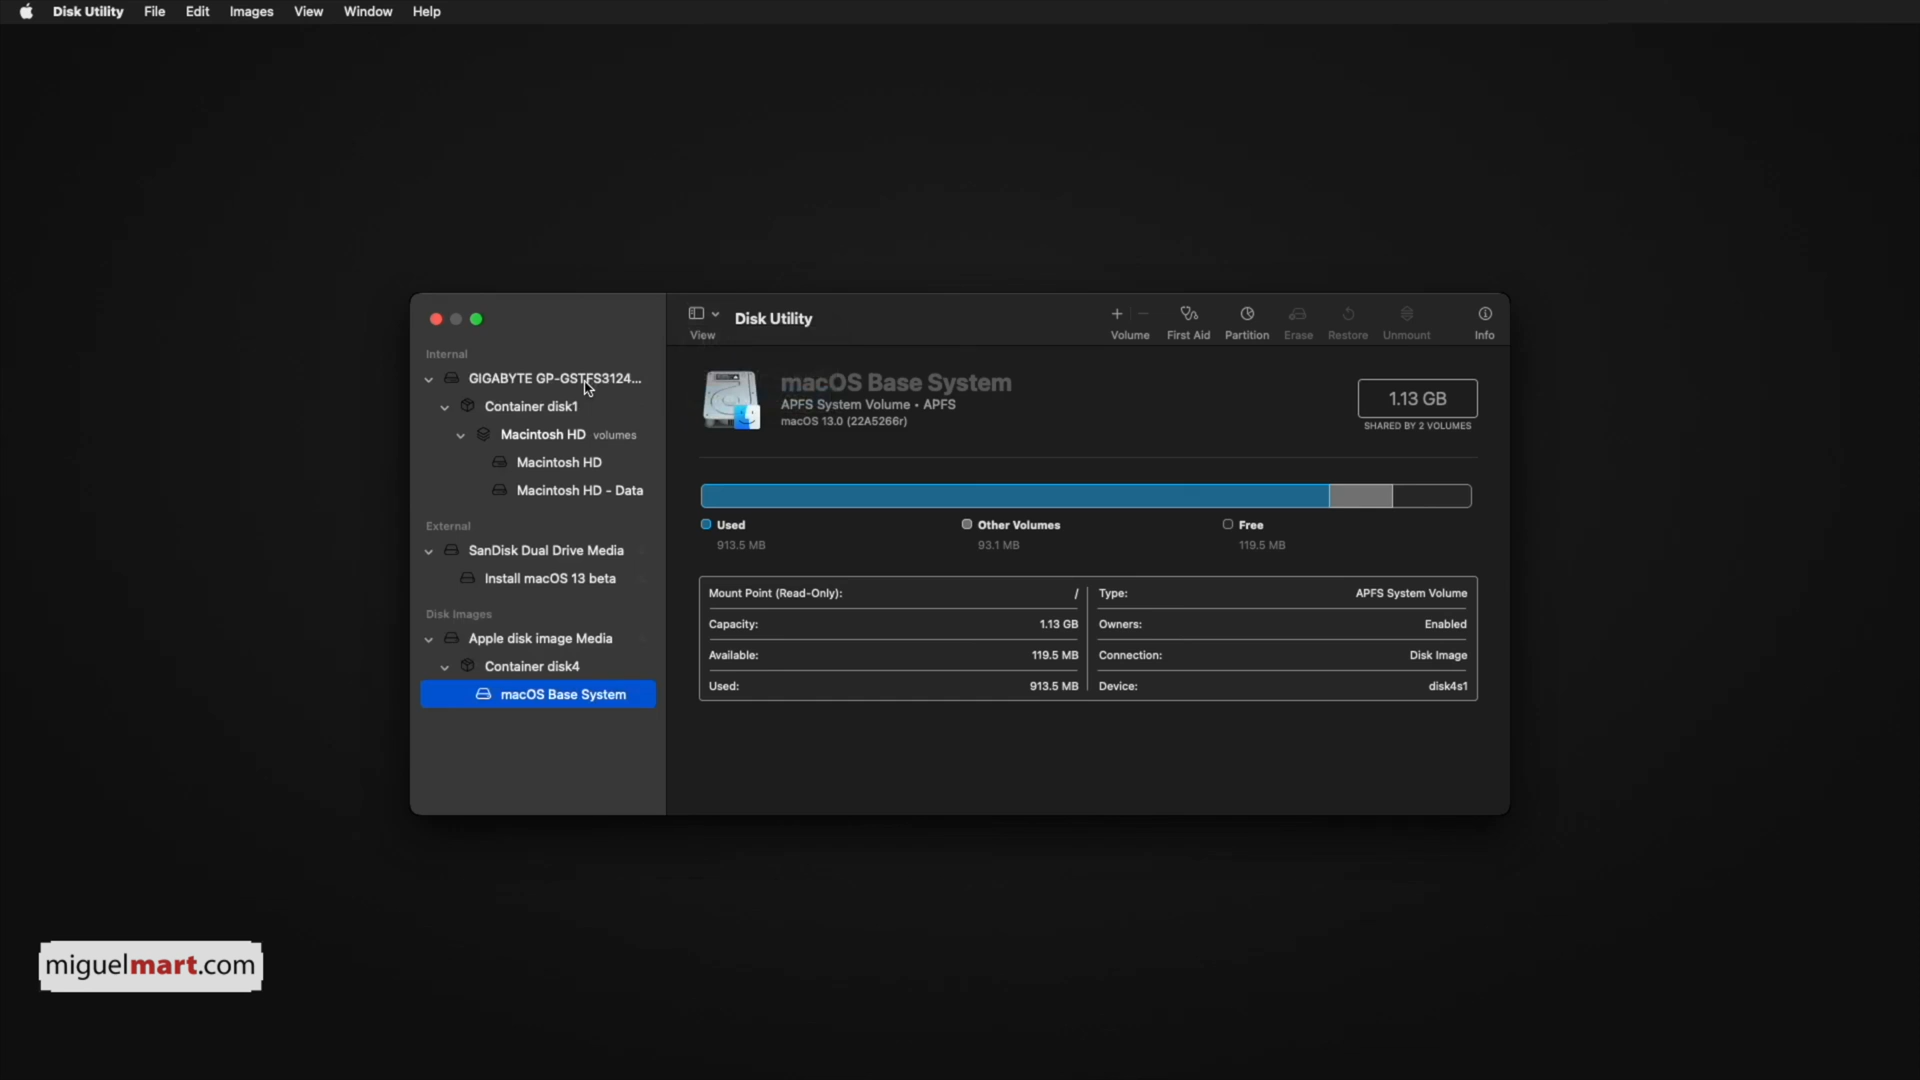 Disk Utility File Edit Images View Window Help
Disk Utility
View
Volume First Aid Partition Erase Restore Unmount Info
Internal
GIGABYTE GP-GSTFS3124...
Container disk1
Macintosh HD volumes
Macintosh HD
Macintosh HD - Data
External
SanDisk Dual Drive Media
Install macOS 13 beta
Disk Images
Apple disk image Media
Container disk4
macOS Base System
macOS Base System
APFS System Volume • APFS
macOS 13.0 (22A5266r)
1.13 GB
SHARED BY 2 VOLUMES
Used Other Volumes Free
913.5 MB 93.1 MB 119.5 MB
Mount Point (Read-Only): / Type: APFS System Volume
Capacity: 1.13 GB Owners: Enabled
Available: 119.5 MB Connection: Disk Image
Used: 913.5 MB Device: disk4s1
miguelmart.com